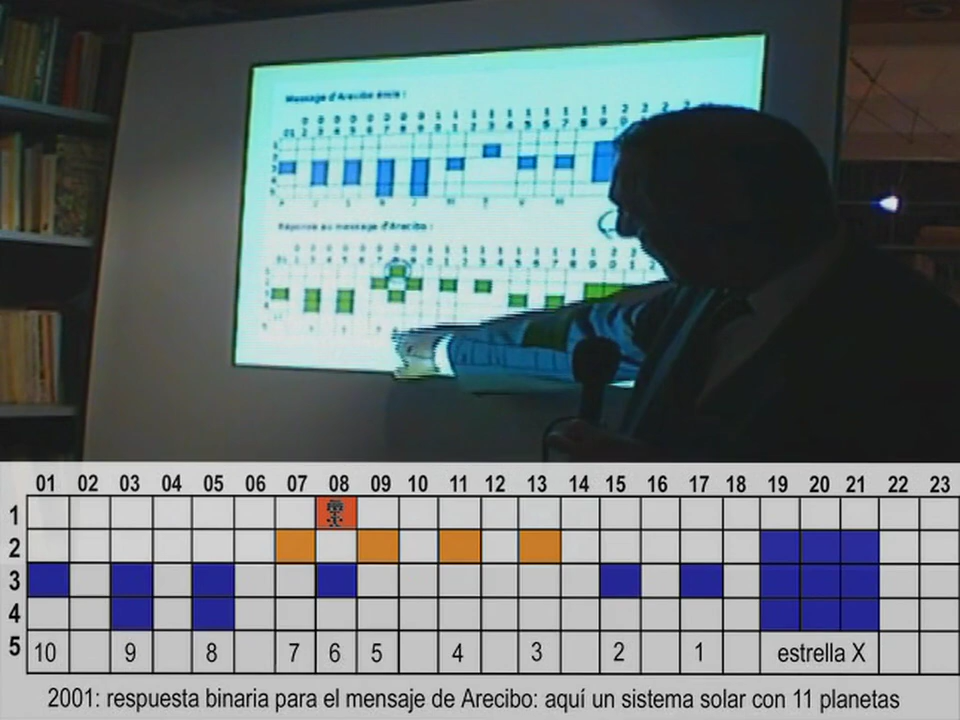 Message d'Arecibo émis :
Réponse au message d'Arecibo :
01 02 03 04 05 06 07 08 09 10 11 12 13 14 15 16 17 18 19 20 21 22 23
1
2
3
4
5 10 9 8 7 6 5 4 3 2 1 estrella X
2001: respuesta binaria para el mensaje de Arecibo: aquí un sistema solar con 11 planetas